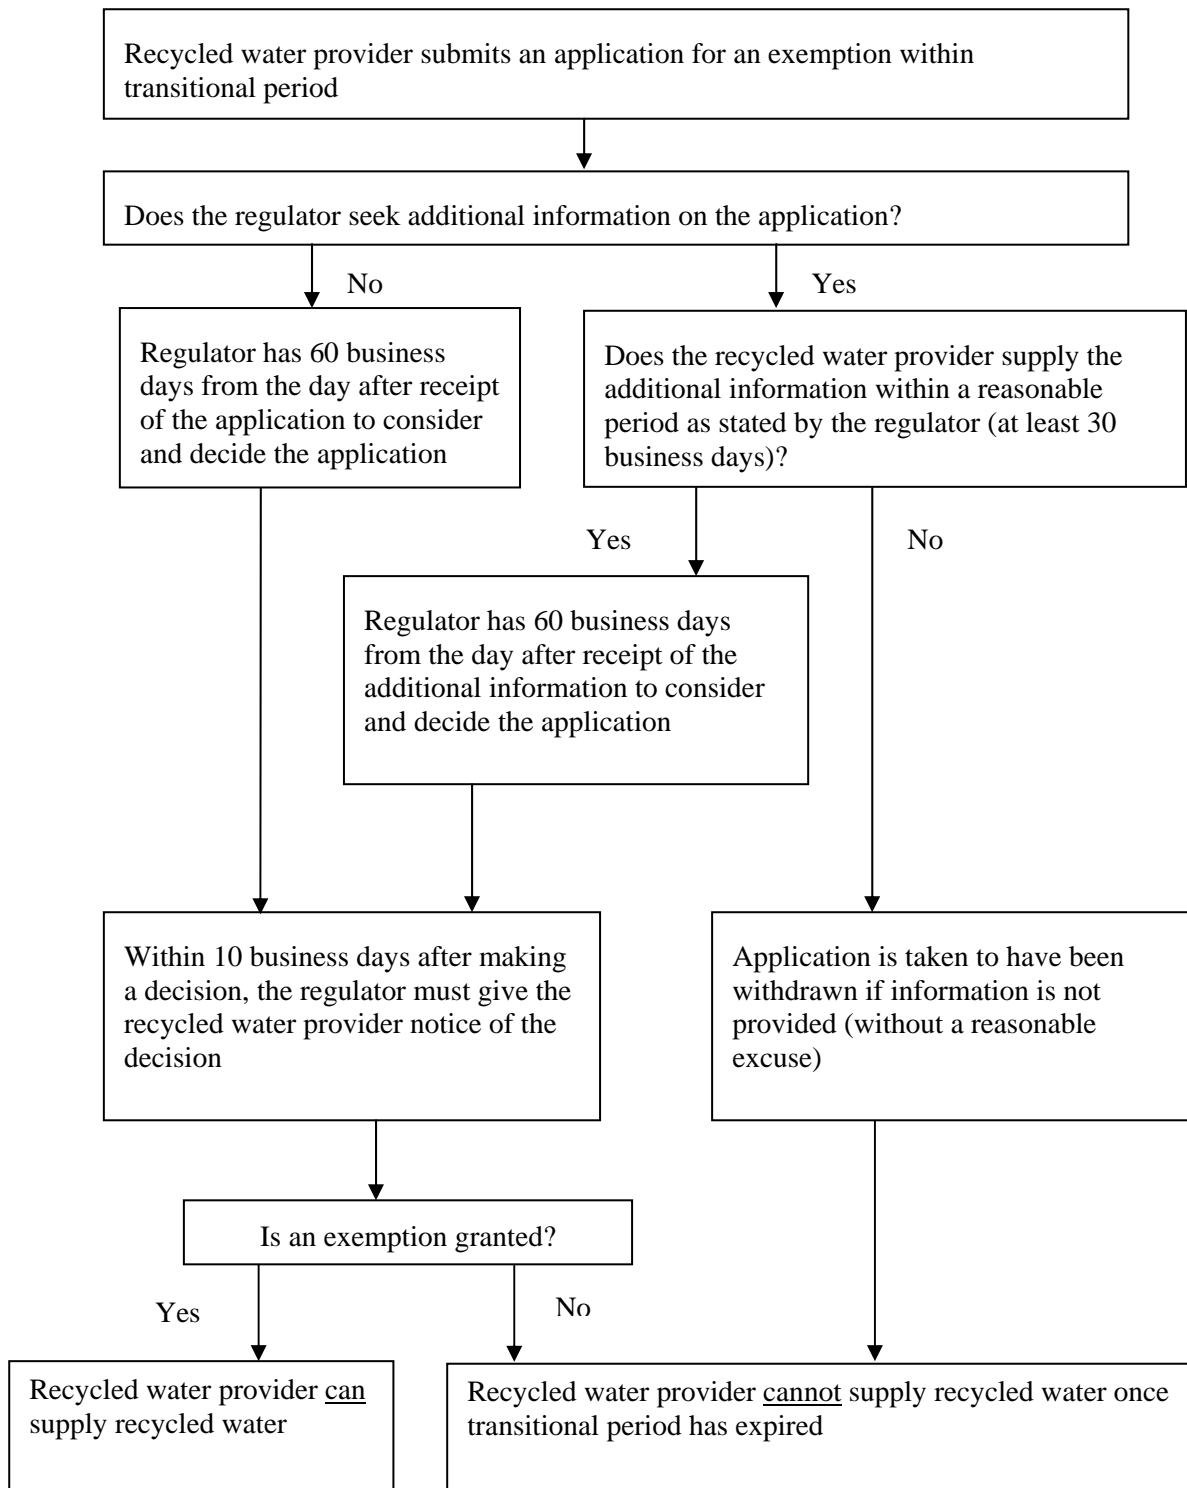 Recycled water provider submits an application for an exemption within
transitional period
Does the regulator seek additional information on the application?
No
Yes
Regulator has 60 business
days from the day after receipt
of the application to consider
and decide the application
Does the recycled water provider supply the
additional information within a reasonable
period as stated by the regulator (at least 30
business days)?
Yes
No
Regulator has 60 business days
from the day after receipt of the
additional information to consider
and decide the application
Within 10 business days after making
a decision, the regulator must give the
recycled water provider notice of the
decision
Application is taken to have been
withdrawn if information is not
provided (without a reasonable
excuse)
Is an exemption granted?
Yes
No
Recycled water provider can
supply recycled water
Recycled water provider cannot supply recycled water once
transitional period has expired